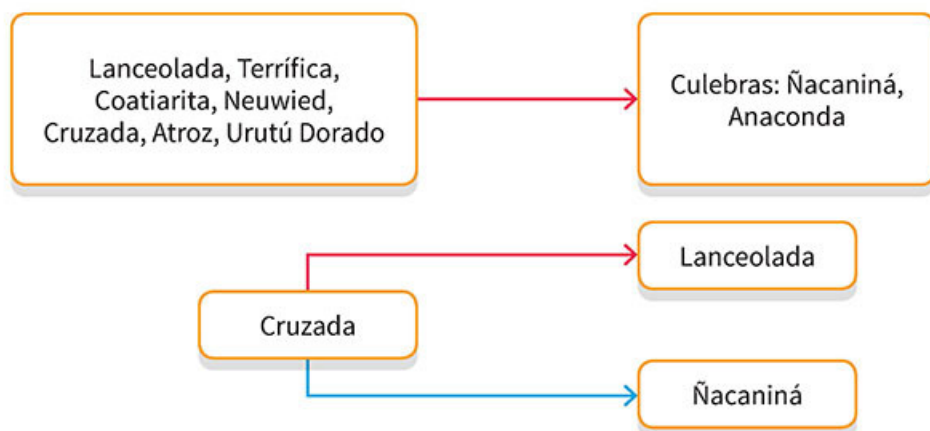 Lanceolada, Terrífica,
Coatiarita, Neuwied,
Cruzada, Atroz, Urutú Dorado
Culebras: Ñacaniná,
Anaconda
Lanceolada
Cruzada
Ñacaniná